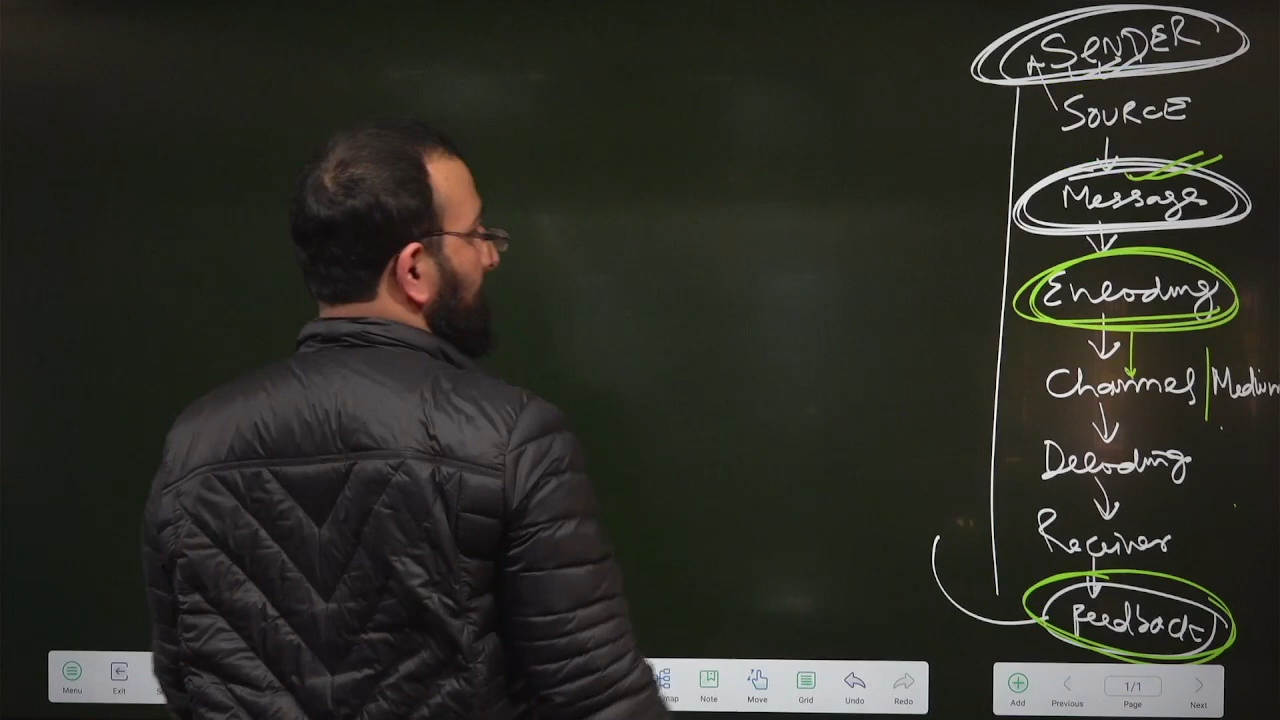 SENDER
SOURCE
Message
Encoding
Channel | Medium
Decoding
Receiver
Feedback
Menu
Exit
Note
Move
Grid
Undo
Redo
Add
Previous
1/1
Page
Next